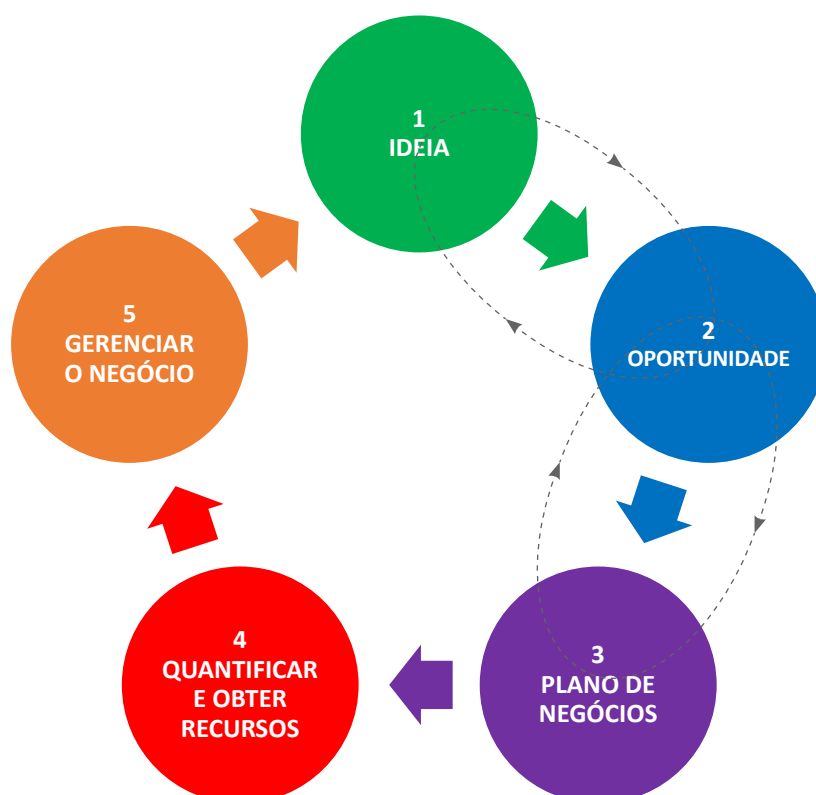 1
IDEIA
2
OPORTUNIDADE
3
PLANO DE
NEGÓCIOS
4
QUANTIFICAR
E OBTER
RECURSOS
5
GERENCIAR
O NEGÓCIO